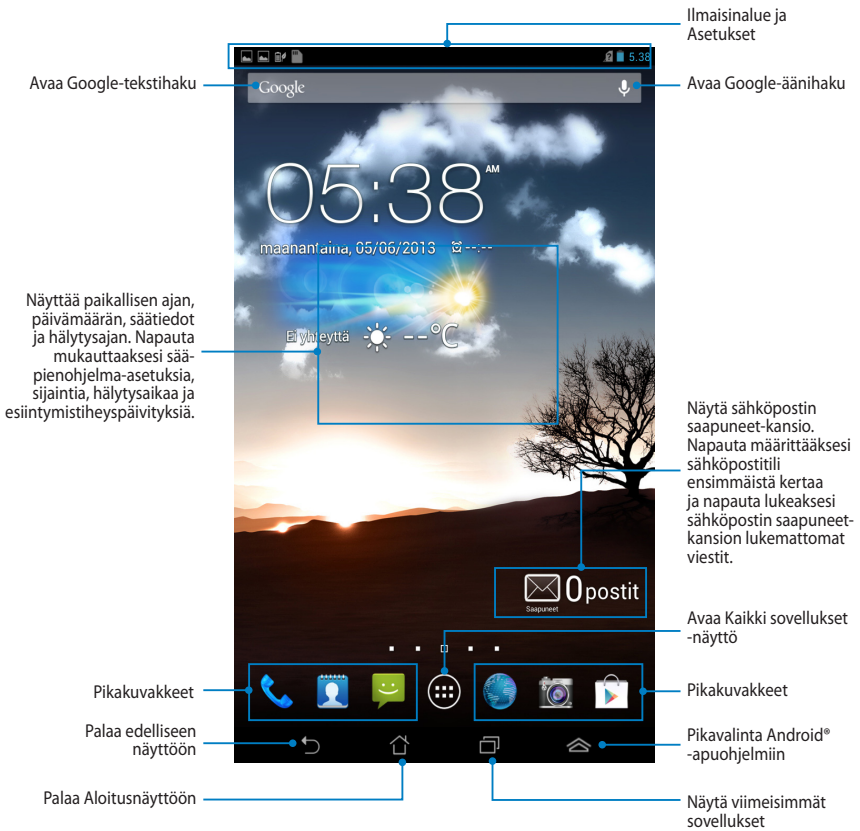 Ilmaisinalue ja
Asetukset
5.38
Avaa Google-tekstihaku
Google
Avaa Google-äänihaku
05:38 AM
maanantaina, 05/06/2013 --:--
Ei yhteyttä --°C
Näyttää paikallisen ajan,
päivämäärän, säätiedot
ja hälytysajan. Napauta
mukauttaaksesi sää-
pienohjelma-asetuksia,
sijaintia, hälytysaikaa ja
esiintymistiheyspäivityksiä.
Näytä sähköpostin
saapuneet-kansio.
Napauta määrittääksesi
sähköpostitili
ensimmäistä kertaa
ja napauta lukeaksesi
sähköpostin saapuneet-
kansion lukemattomat
viestit.
0 postit
Saapuneet
Avaa Kaikki sovellukset
-näyttö
Pikakuvakkeet
Pikakuvakkeet
Palaa edelliseen
näyttöön
Pikavalinta Android®
-apuohjelmiin
Palaa Aloitusnäyttöön
Näytä viimeisimmät
sovellukset